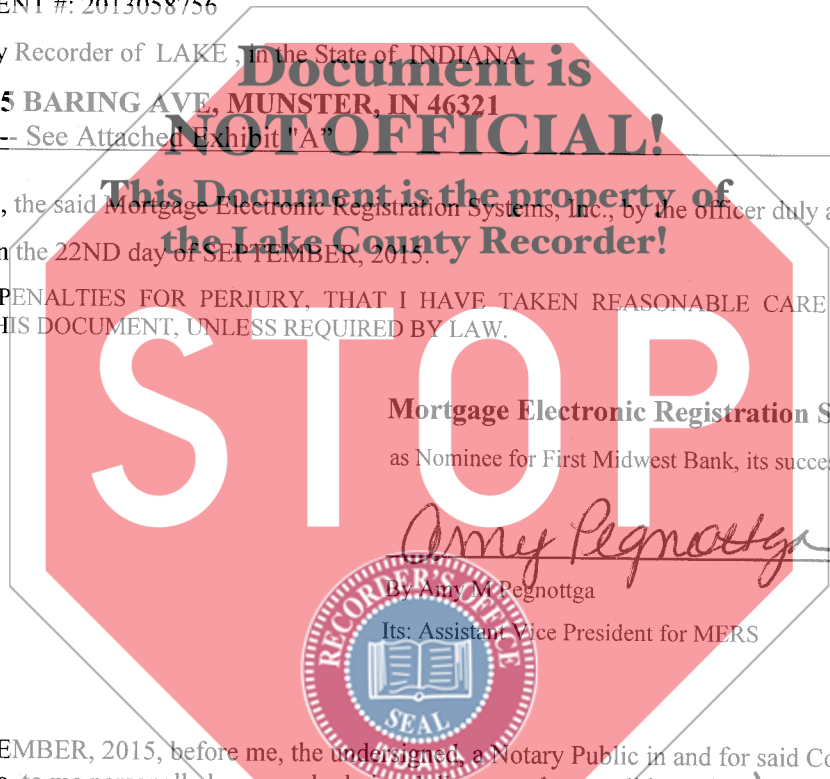 ENT #: 2013058756
y Recorder of LAKE , in the State of INDIANA
Document is
5 BARING AVE, MUNSTER, IN 46321
-- See Attached Exhibit "A”
NOT OFFICIAL!
This Document is the property of
, the said Mortgage Electronic Registration Systems, Inc., by the officer duly a
the Lake County Recorder!
n the 22ND day of SEPTEMBER, 2015.
PENALTIES FOR PERJURY, THAT I HAVE TAKEN REASONABLE CARE
HIS DOCUMENT, UNLESS REQUIRED BY LAW.
STOP
Mortgage Electronic Registration S
as Nominee for First Midwest Bank, its succe
Amy Pegnottga
By Amy M Pegnottga
Its: Assistant Vice President for MERS
RECORDER'S OFFICE
SEAL
EMBER, 2015, before me, the undersigned, a Notary Public in and for said Co